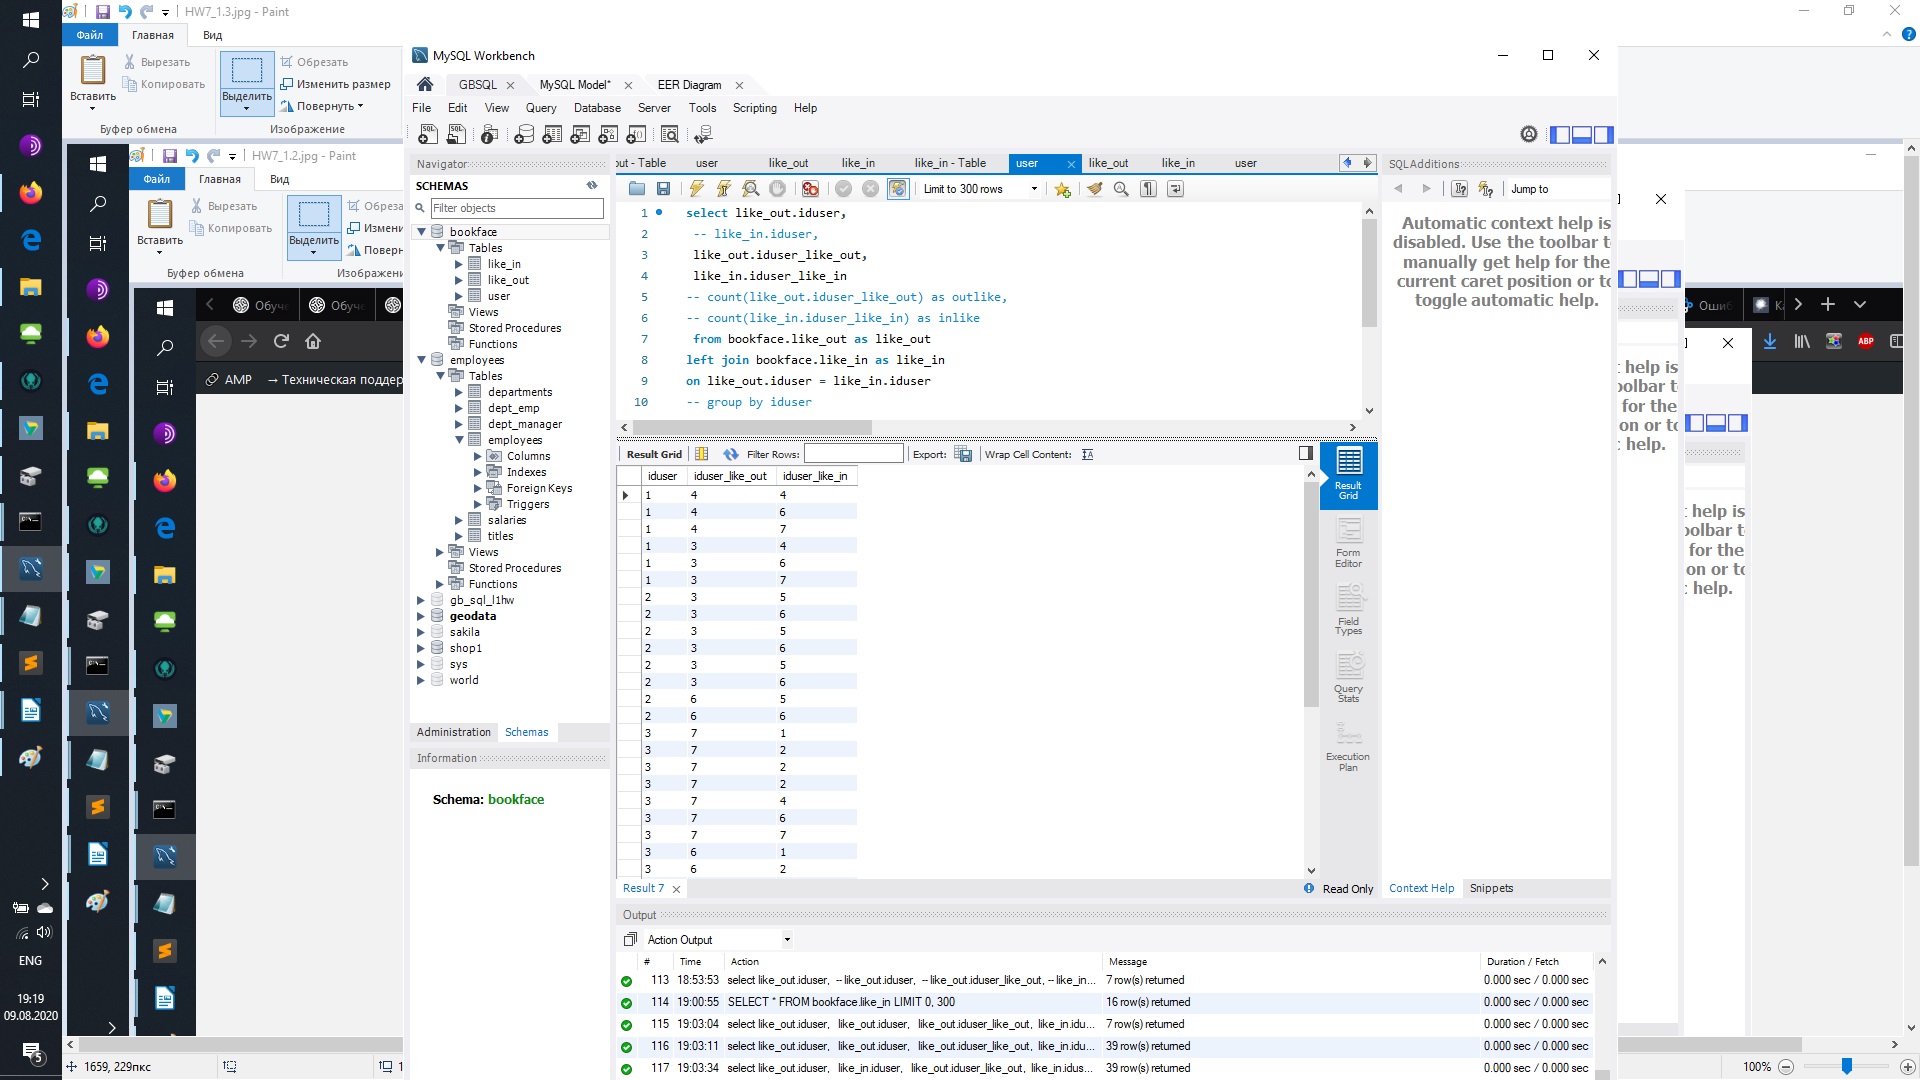 HW7_1.3.jpg - Paint
Файл Главная Вид
Вставить
Вырезать
Копировать
Выделить
Обрезать
Изменить размер
Повернуть
Буфер обмена Изображение
HW7_1.2.jpg - Paint
Файл Главная Вид
Вставить
Вырезать
Копировать
Выделить
Буфер обмена
AMP → Техническая
MySQL Workbench
GBSQL MySQL Model* EER Diagram
File Edit View Query Database Server Tools Scripting Help
Navigator
SCHEMAS
Filter objects
bookface
Tables
like_in
like_out
user
Views
Stored Procedures
Functions
employees
Tables
departments
dept_emp
dept_manager
employees
Columns
Indexes
Foreign Keys
Triggers
salaries
titles
Views
Stored Procedures
Functions
gb_sql_l1hw
geodata
sakila
shop1
sys
world
Administration Schemas
Information
Schema: bookface
out - Table user like_out like_in like_in - Table user like_out like_in user
Limit to 300 rows
1 select like_out.iduser,
2 -- like_in.iduser,
3 like_out.iduser_like_out,
4 like_in.iduser_like_in
5 -- count(like_out.iduser_like_out) as outlike,
6 -- count(like_in.iduser_like_in) as inlike
7 from bookface.like_out as like_out
8 left join bookface.like_in as like_in
9 on like_out.iduser = like_in.iduser
10 -- group by iduser
Result Grid Filter Rows: Export: Wrap Cell Content:
iduser iduser_like_out iduser_like_in
1 4 4
1 4 6
1 4 7
1 3 4
1 3 6
1 3 7
2 3 5
2 3 6
2 3 5
2 3 6
2 3 5
2 3 6
2 6 5
2 6 6
3 7 1
3 7 2
3 7 2
3 7 2
3 7 4
3 7 6
3 7 7
3 6 1
3 6 2
Result Grid
Form Editor
Field Types
Query Stats
Execution Plan
Result 7 Read Only
SQLAdditions
Jump to
Automatic context help is
disabled. Use the toolbar t
manually get help for the
current caret position or to
toggle automatic help.
Context Help Snippets
Output
Action Output
# Time Action Message Duration / Fetch
113 18:53:53 select like_out.iduser, -- like_out.iduser, -- like_out.iduser_like_out, -- like_in... 7 row(s) returned 0.000 sec / 0.000 sec
114 19:00:55 SELECT * FROM bookface.like_in LIMIT 0, 300 16 row(s) returned 0.000 sec / 0.000 sec
115 19:03:04 select like_out.iduser, like_out.iduser, like_out.iduser_like_out, like_in.idu... 7 row(s) returned 0.000 sec / 0.000 sec
116 19:03:11 select like_out.iduser, like_out.iduser, like_out.iduser_like_out, like_in.idu... 39 row(s) returned 0.000 sec / 0.000 sec
117 19:03:34 select like_out.iduser, like_in.iduser, like_out.iduser_like_out, like_in.idus... 39 row(s) returned 0.000 sec / 0.000 sec
ABP
help is
for the
on or to
help.
help is
for the
on or to
help.
ENG
19:19
09.08.2020
5
1659, 229пкс
100%